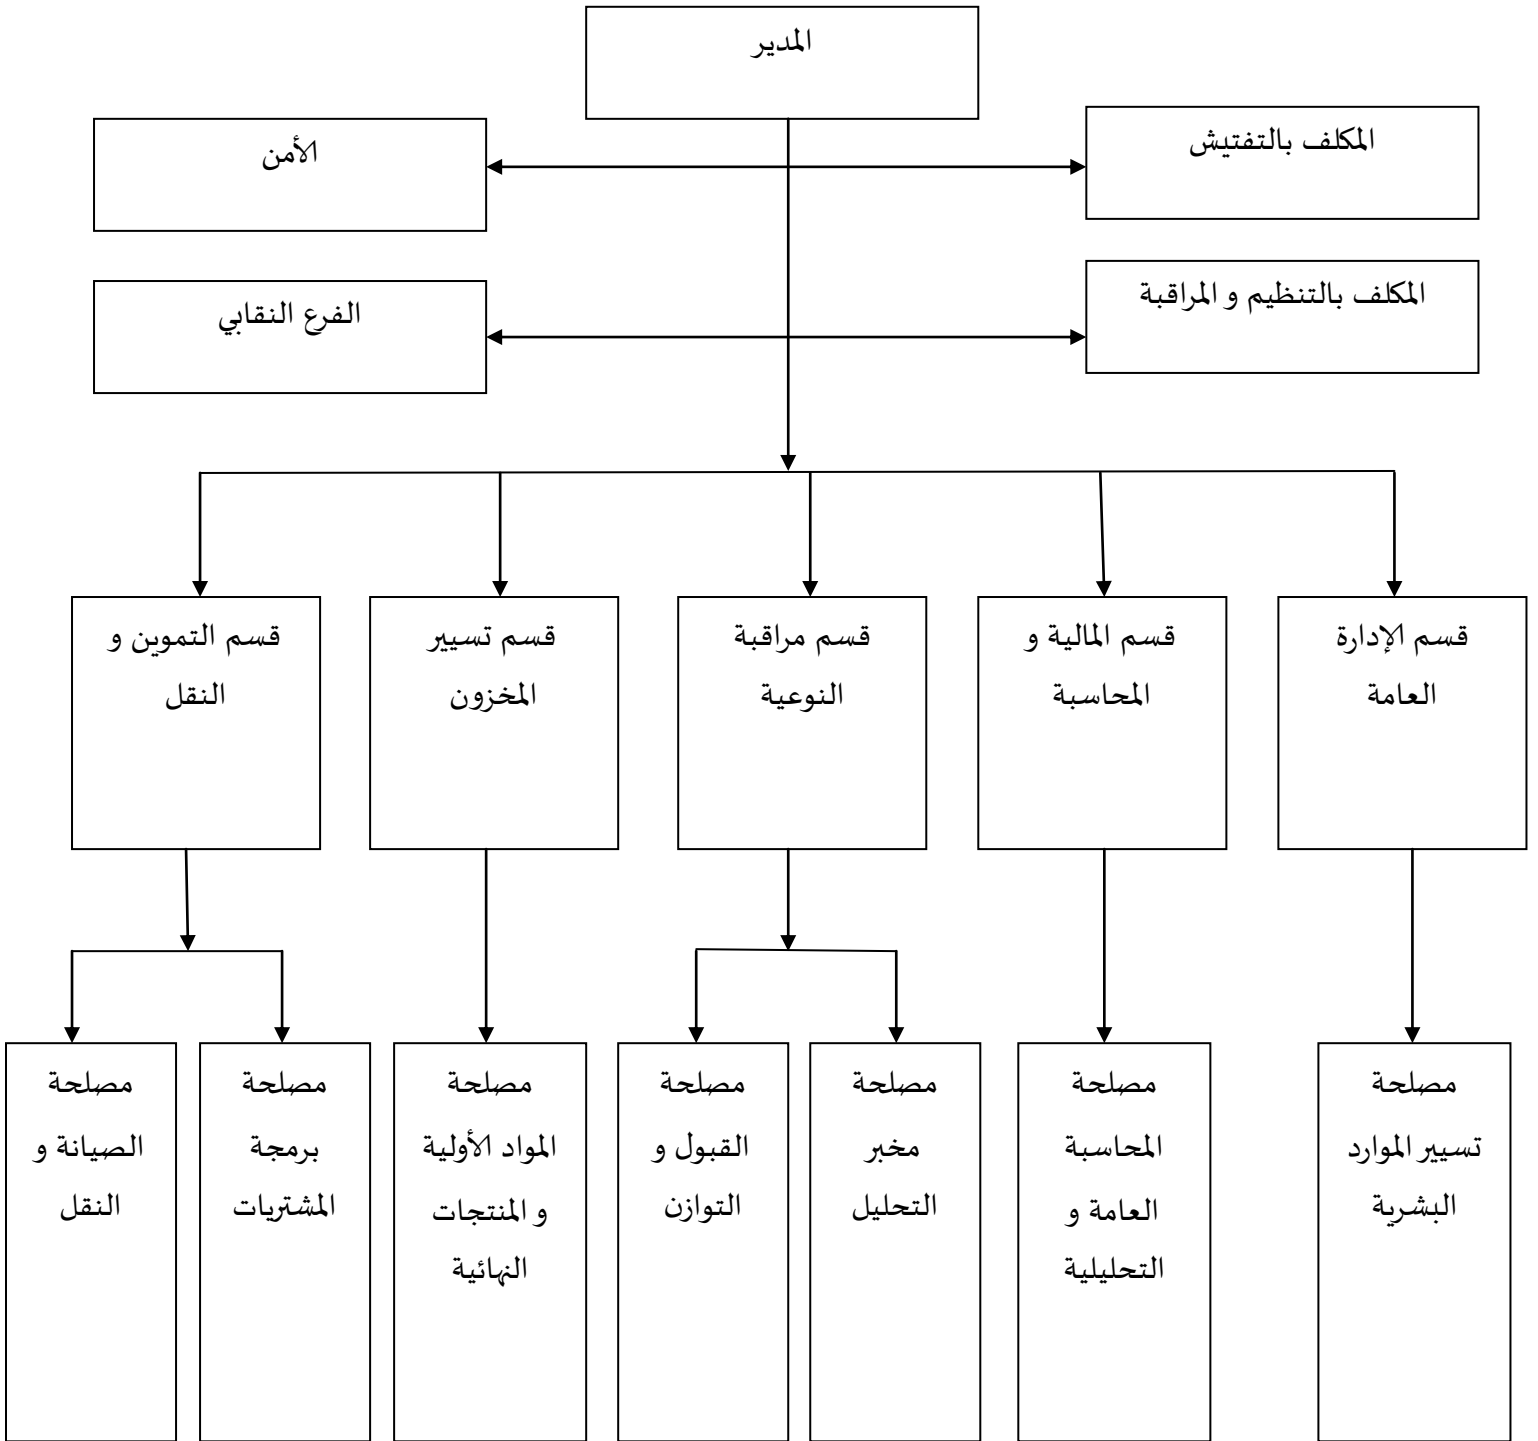 المدير
المكلف بالتفتيش
الأمن
المكلف بالتنظيم و المراقبة
الفرع النقابي
قسم الإدارة
العامة
قسم المالية و
المحاسبة
قسم مراقبة
النوعية
قسم تسيير
المخزون
قسم التموين و
النقل
مصلحة
تسيير الموارد
البشرية
مصلحة
المحاسبة
العامة و
التحليلية
مصلحة
مخبر
التحليل
مصلحة
القبول و
التوازن
مصلحة
المواد الأولية
و المنتجات
النهائية
مصلحة
برمجة
المشتريات
مصلحة
الصيانة و
النقل